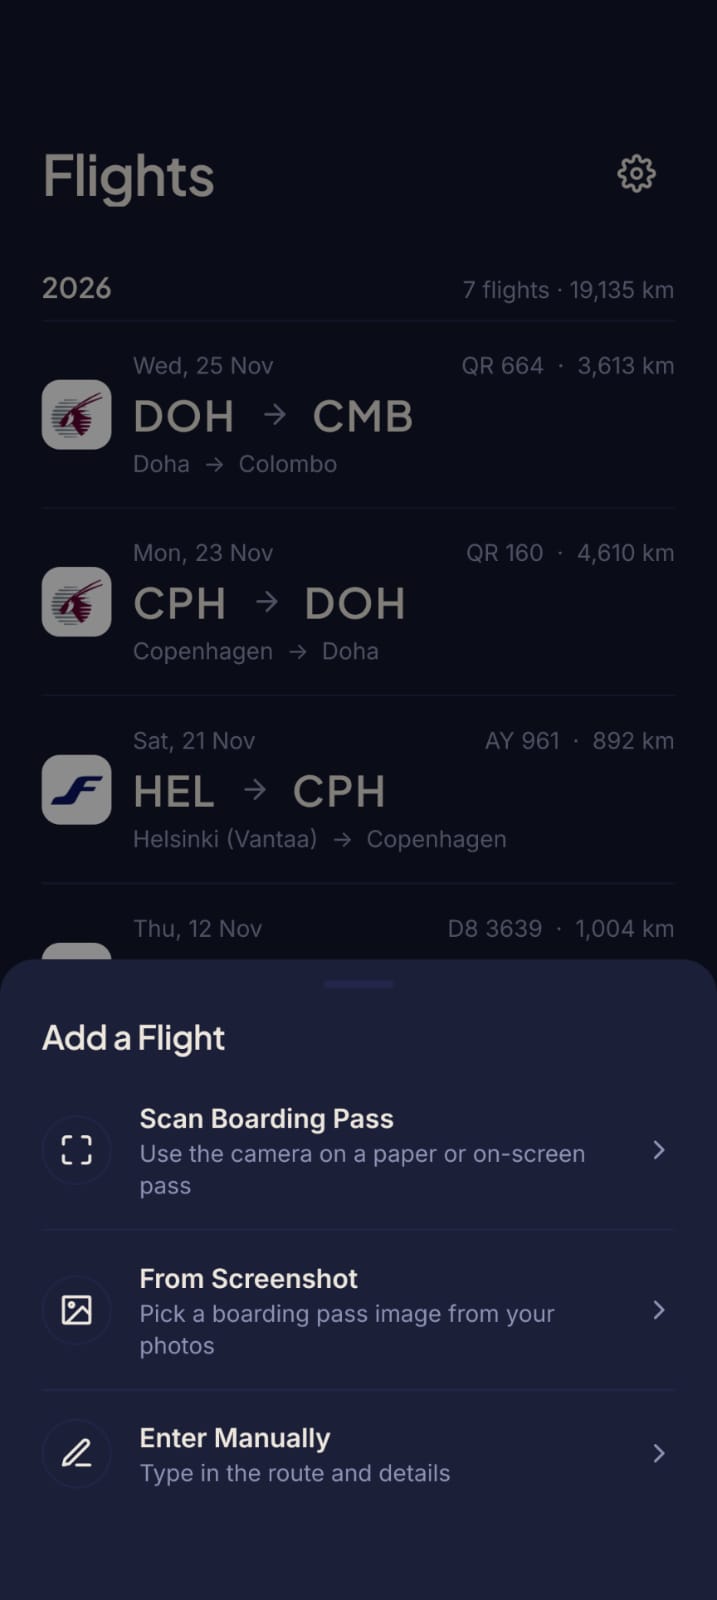 Flights
2026
7 flights · 19,135 km
Wed, 25 Nov
QR 664 · 3,613 km
DOH → CMB
Doha → Colombo
Mon, 23 Nov
QR 160 · 4,610 km
CPH → DOH
Copenhagen → Doha
Sat, 21 Nov
AY 961 · 892 km
HEL → CPH
Helsinki (Vantaa) → Copenhagen
Thu, 12 Nov
D8 3639 · 1,004 km
Add a Flight
Scan Boarding Pass
Use the camera on a paper or on-screen
pass
From Screenshot
Pick a boarding pass image from your
photos
Enter Manually
Type in the route and details